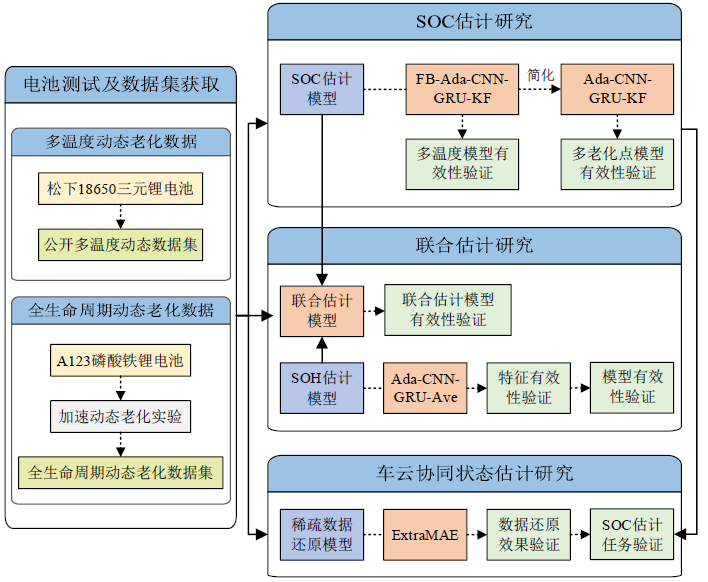 电池测试及数据集获取
多温度动态老化数据
松下18650三元锂电池
公开多温度动态数据集
全生命周期动态老化数据
A123磷酸铁锂电池
加速动态老化实验
全生命周期动态老化数据集
SOC估计研究
SOC估计
模型
FB-Ada-CNN-
GRU-KF
简化
Ada-CNN-
GRU-KF
多温度模型有
效性验证
多老化点模型
有效性验证
联合估计研究
联合估计
模型
联合估计模型
有效性验证
SOH估计
模型
Ada-CNN-
GRU-Ave
特征有效
性验证
模型有效
性验证
车云协同状态估计研究
稀疏数据
还原模型
ExtraMAE
数据还原
效果验证
SOC估计
任务验证